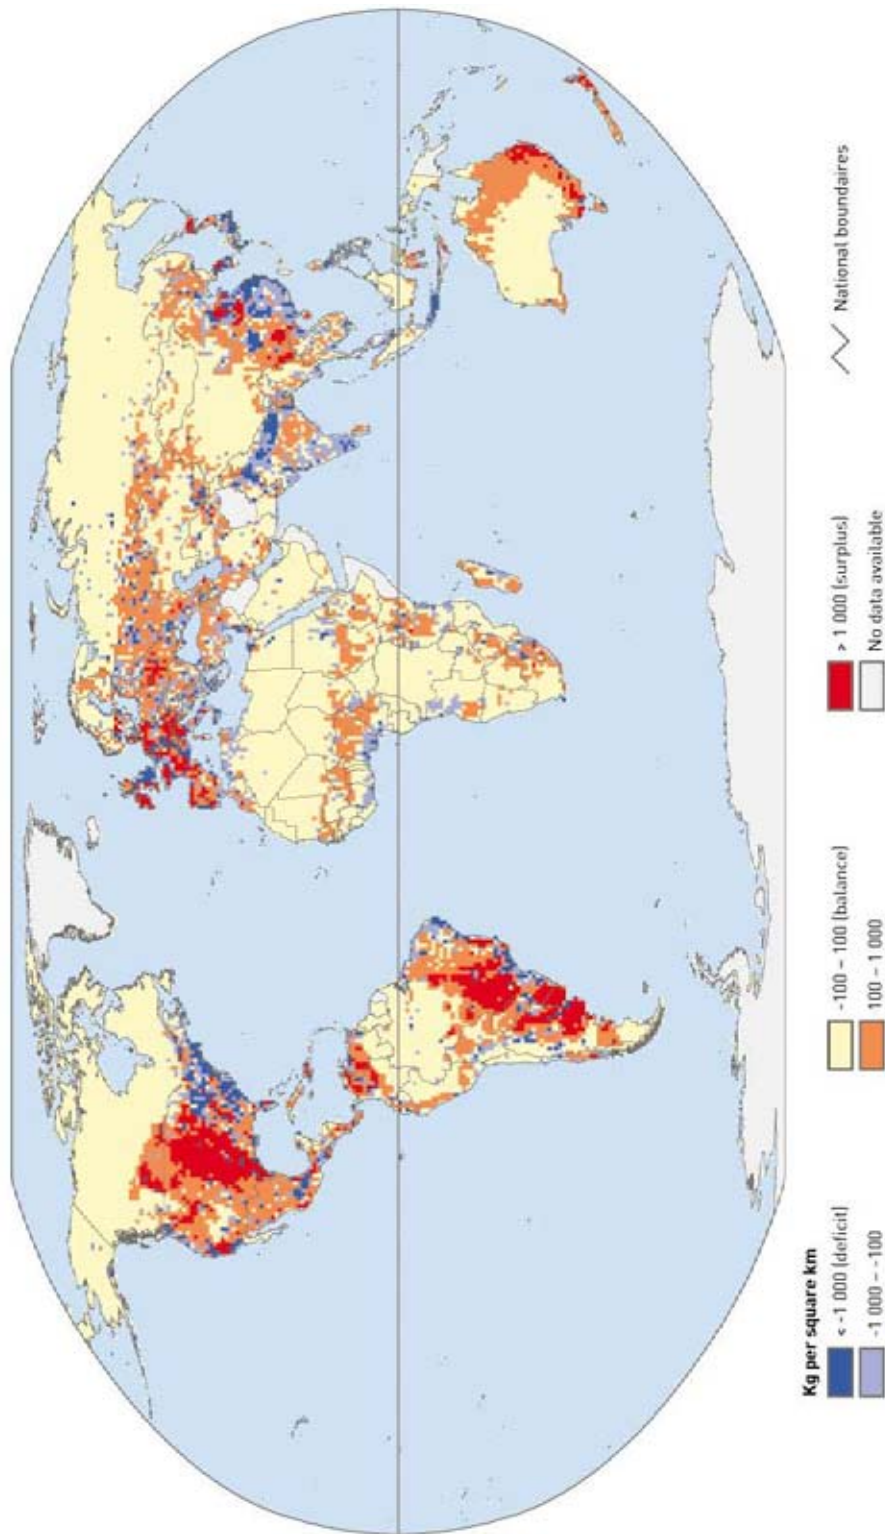 Kg per square km
< -1 000 (deficit)
-1 000 – -100
-100 – 100 (balance)
100 – 1 000
> 1 000 (surplus)
No data available
National boundaires